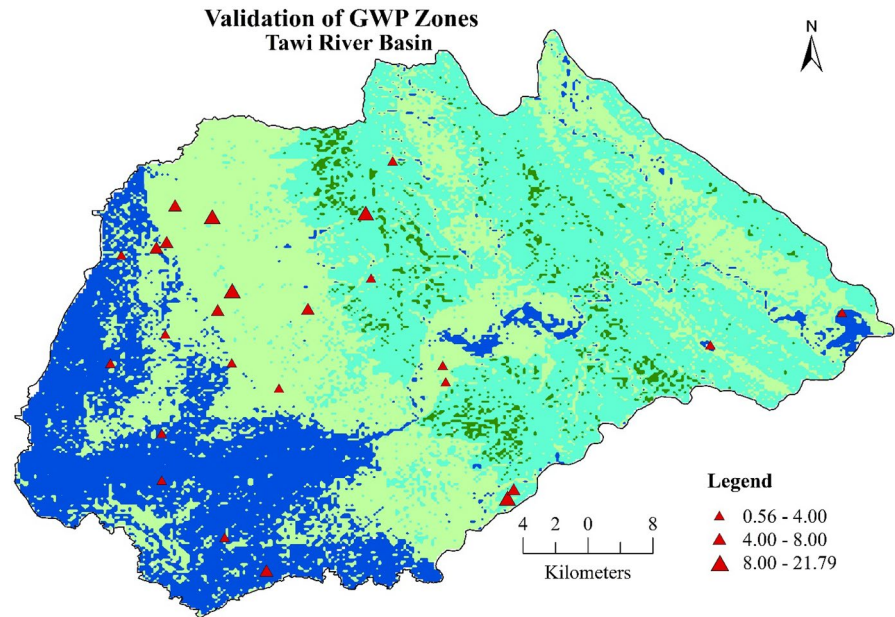 Validation of GWP Zones
Tawi River Basin
N
Legend
0.56 - 4.00
4.00 - 8.00
8.00 - 21.79
4 2 0 8
Kilometers